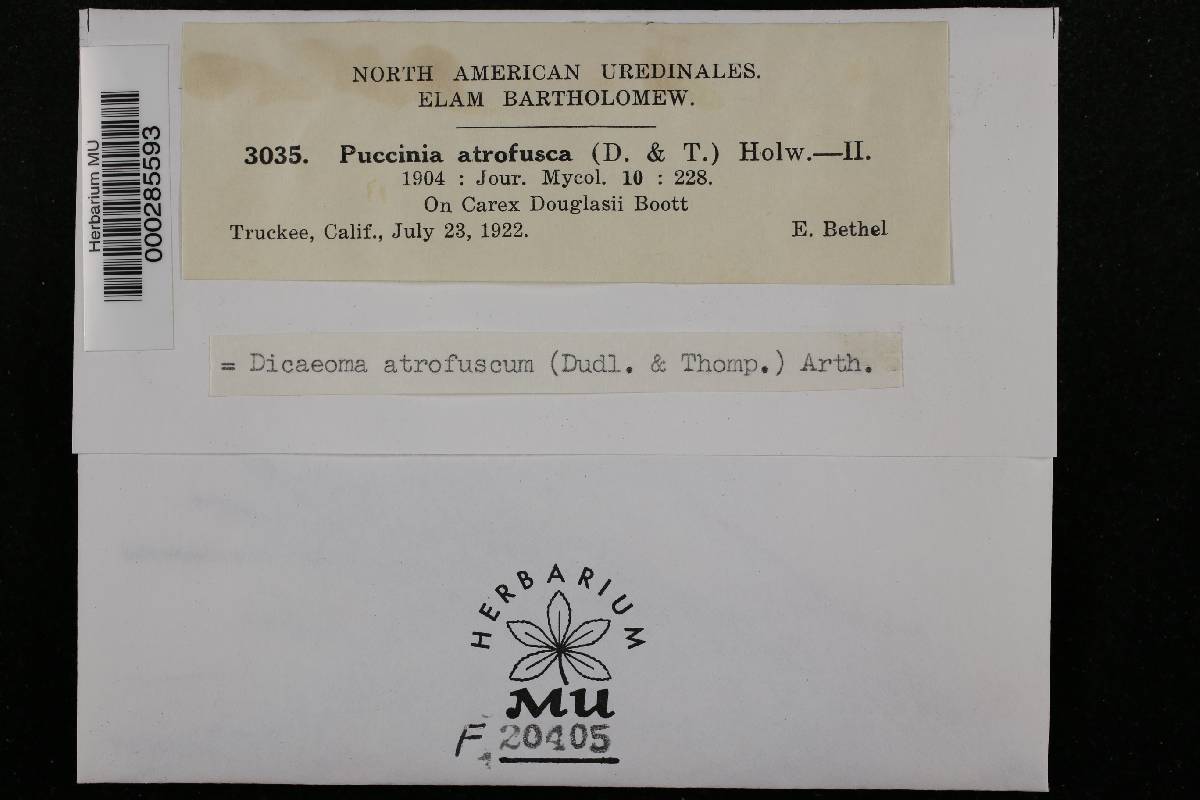 NORTH AMERICAN UREDINALES.
ELAM BARTHOLOMEW.
3035. Puccinia atrofusca (D. & T.) Holw.—II.
1904 : Jour. Mycol. 10 : 228.
On Carex Douglasii Boott
Truckee, Calif., July 23, 1922. E. Bethel
Herbarium MU
000285593
= Dicaeoma atrofuscum (Dudl. & Thomp.) Arth.
HERBARIUM
MU
F. 20405